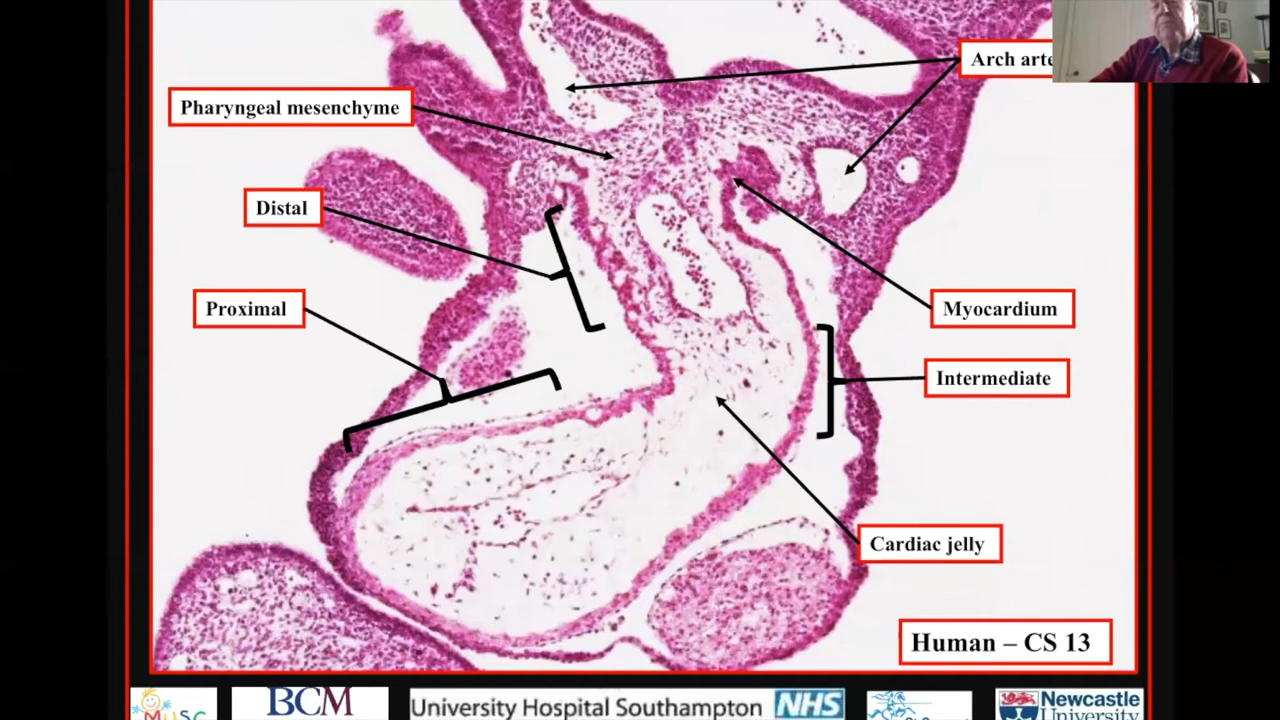 Arch
Pharyngeal mesenchyme
Distal
Proximal
Myocardium
Intermediate
Cardiac jelly
Human – CS 13
MUSC
BCM
University Hospital Southampton
NHS
Newcastle
University